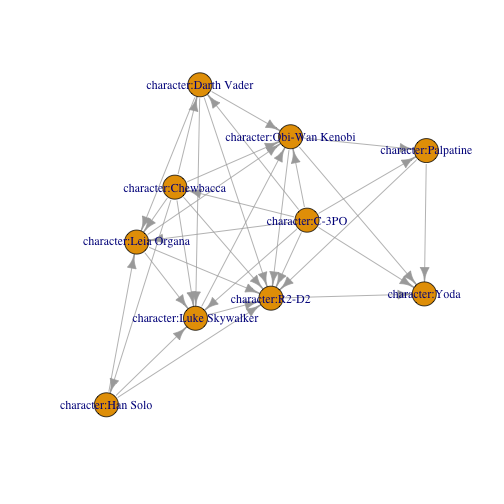 character:Darth Vader
character:Obi-Wan Kenobi
character:Palpatine
character:Chewbacca
character:C-3PO
character:Leia Organa
character:R2-D2
character:Yoda
character:Luke Skywalker
character:Han Solo